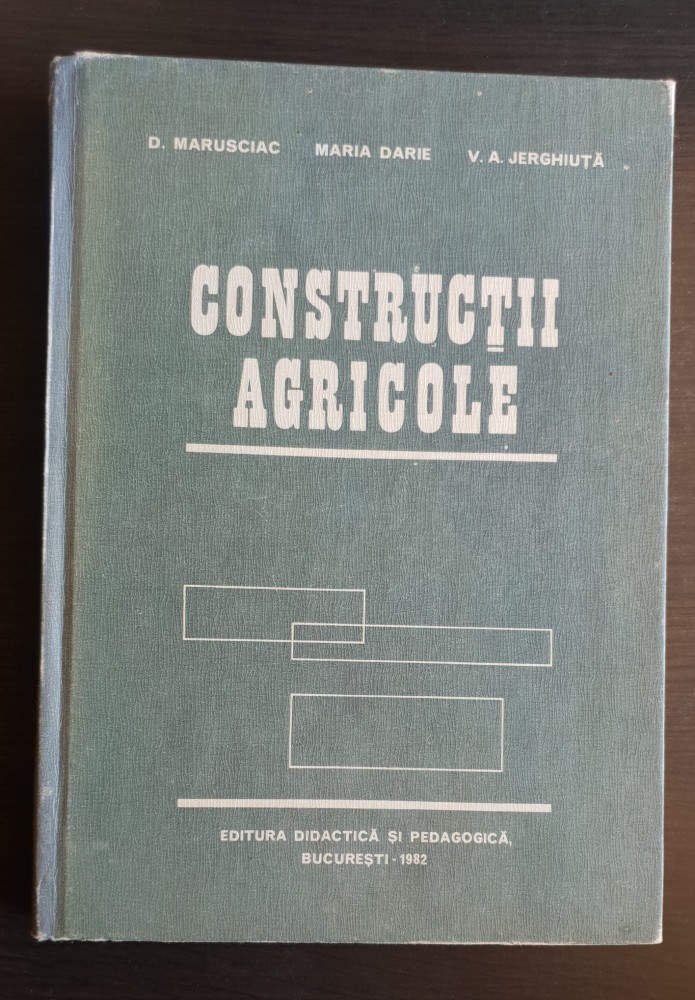 D. MARUSCIAC MARIA DARIE V. A. JERGHIUȚĂ
CONSTRUCȚII
AGRICOLE
EDITURA DIDACTICĂ ȘI PEDAGOGICĂ,
BUCUREȘTI - 1982